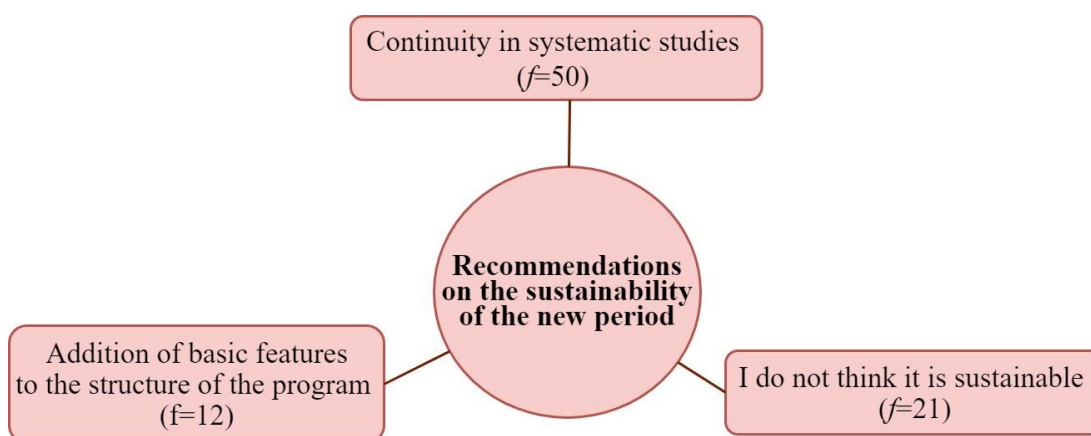 Continuity in systematic studies
(f=50)
Recommendations
on the sustainability
of the new period
Addition of basic features
to the structure of the program
(f=12)
I do not think it is sustainable
(f=21)